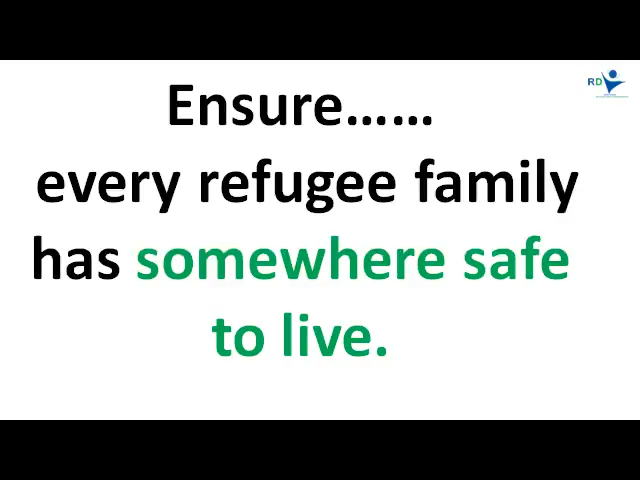 RD
Ensure……
every refugee family
has somewhere safe
to live.